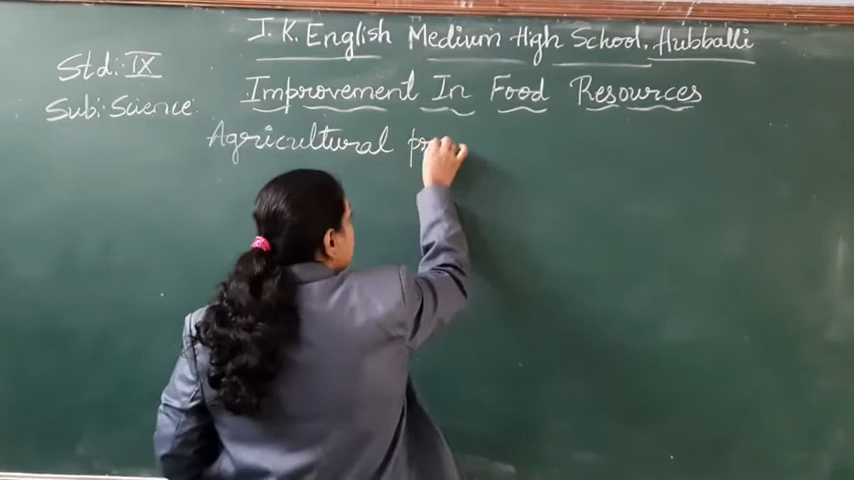 J.K. English Medium High School, Hubballi
Std: IX
Improvement In Food Resources
Sub: Science
Agricultural